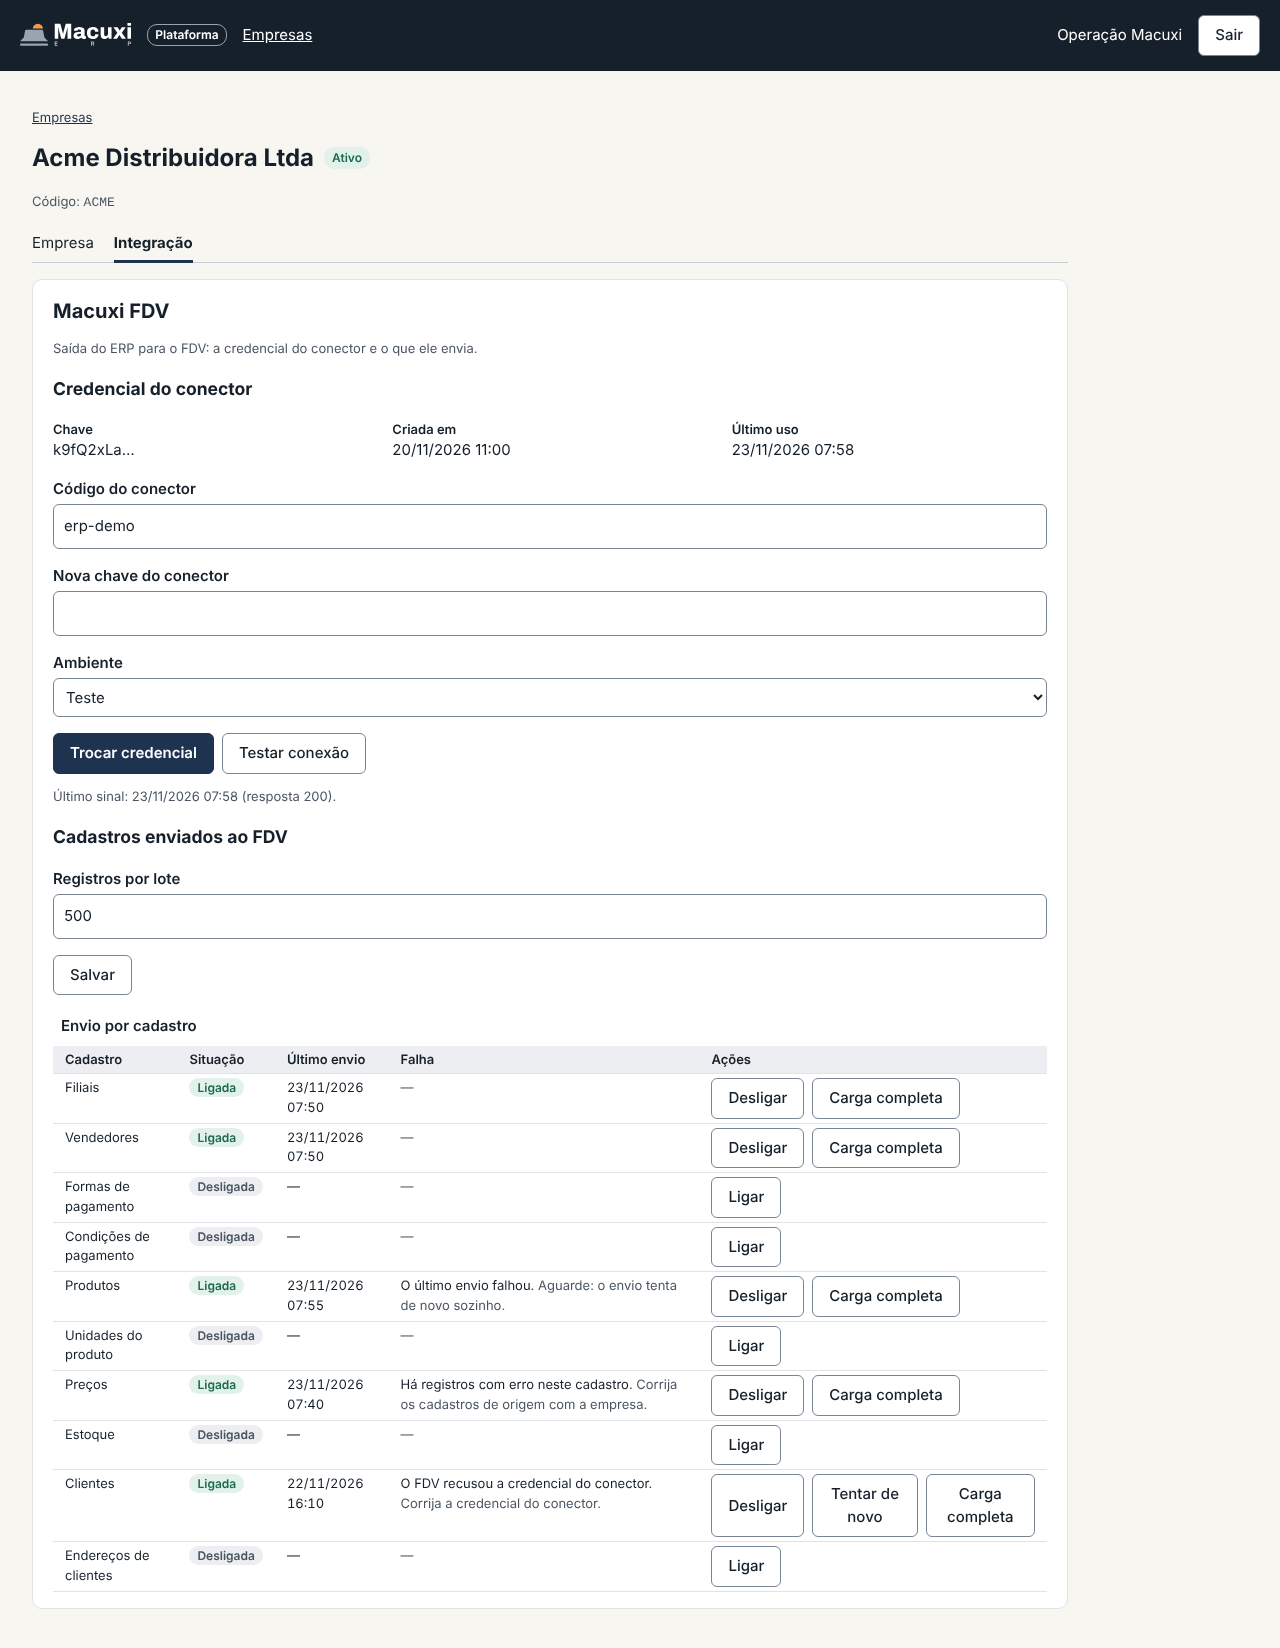 Macuxi
E R P
Plataforma
Empresas
Operação Macuxi
Sair
Empresas
Acme Distribuidora Ltda
Ativo
Código: ACME
Empresa
Integração
Macuxi FDV
Saída do ERP para o FDV: a credencial do conector e o que ele envia.
Credencial do conector
Chave
k9fQ2xLa…
Criada em
20/11/2026 11:00
Último uso
23/11/2026 07:58
Código do conector
erp-demo
Nova chave do conector
Ambiente
Teste
Trocar credencial
Testar conexão
Último sinal: 23/11/2026 07:58 (resposta 200).
Cadastros enviados ao FDV
Registros por lote
500
Salvar
Envio por cadastro
Cadastro Situação Último envio Falha Ações
Filiais
Ligada
23/11/2026
07:50
—
Desligar
Carga completa
Vendedores
Ligada
23/11/2026
07:50
—
Desligar
Carga completa
Formas de
pagamento
Desligada
—
—
Ligar
Condições de
pagamento
Desligada
—
—
Ligar
Produtos
Ligada
23/11/2026
07:55
O último envio falhou. Aguarde: o envio tenta
de novo sozinho.
Desligar
Carga completa
Unidades do
produto
Desligada
—
—
Ligar
Preços
Ligada
23/11/2026
07:40
Há registros com erro neste cadastro. Corrija
os cadastros de origem com a empresa.
Desligar
Carga completa
Estoque
Desligada
—
—
Ligar
Clientes
Ligada
22/11/2026
16:10
O FDV recusou a credencial do conector.
Corrija a credencial do conector.
Desligar
Tentar de
novo
Carga
completa
Endereços de
clientes
Desligada
—
—
Ligar